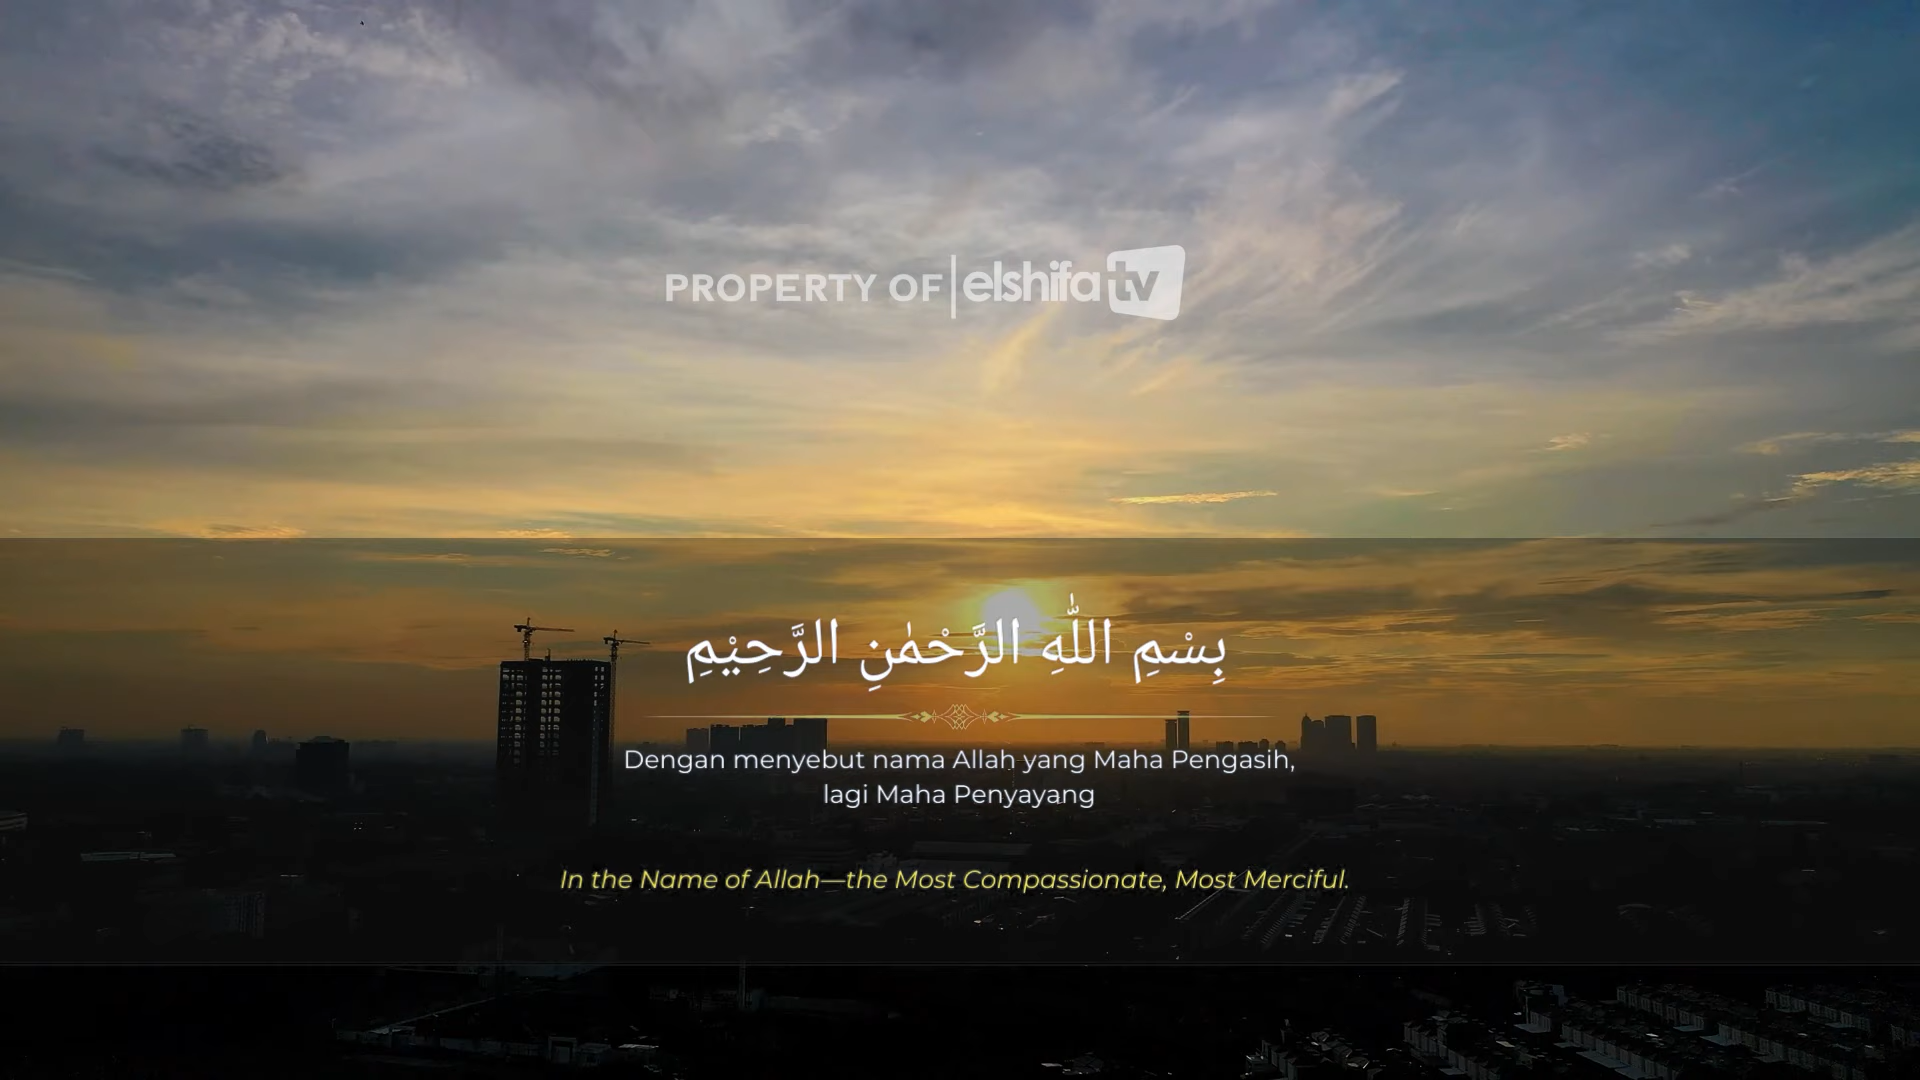 PROPERTY OF elshifa tv
بِسْمِ اللّٰهِ الرَّحْمٰنِ الرَّحِيْمِ
Dengan menyebut nama Allah yang Maha Pengasih,
lagi Maha Penyayang
In the Name of Allah—the Most Compassionate, Most Merciful.